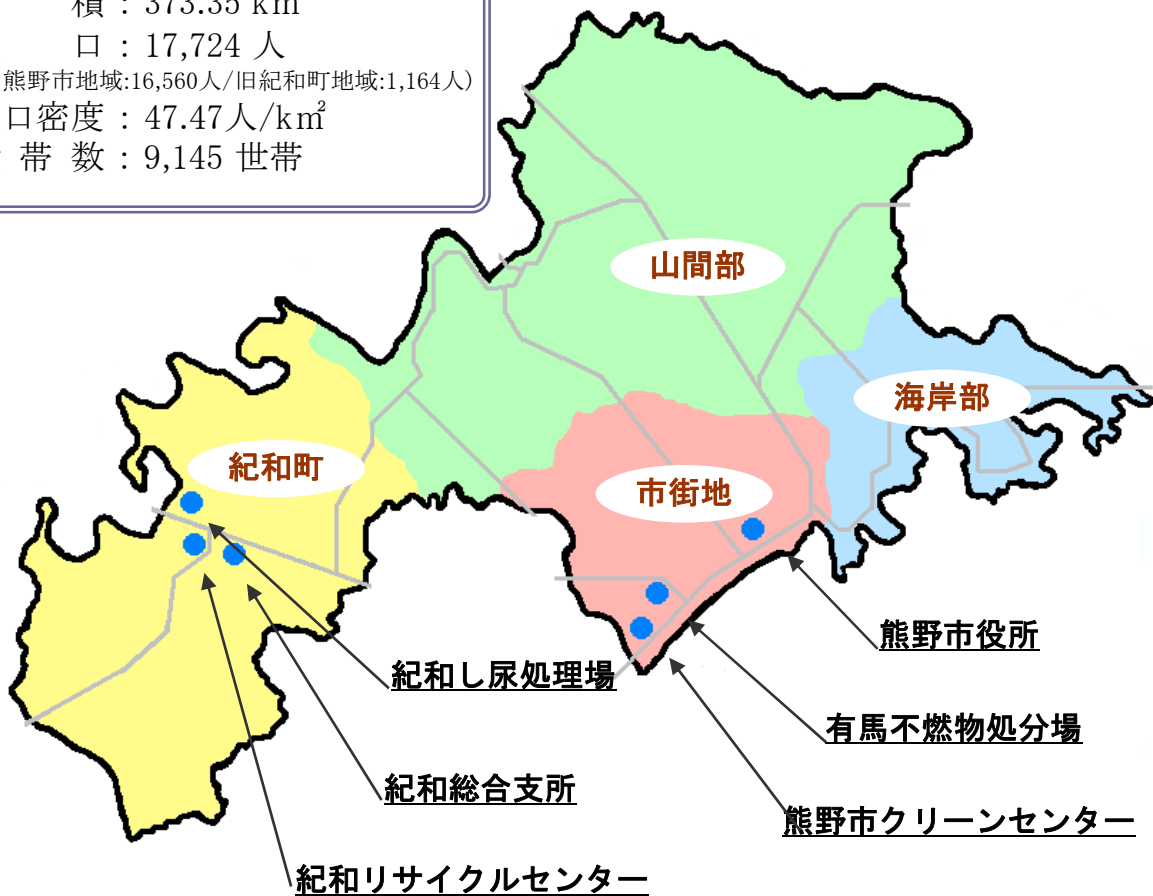 積 : 373.35 km
口 : 17,724 人
熊野市地域:16,560人/旧紀和町地域:1,164人)
口密度 : 47.47人/k㎡
帯 数 : 9,145 世帯
山間部
海岸部
紀和町
市街地
熊野市役所
紀和し尿処理場
有馬不燃物処分場
紀和総合支所
熊野市クリーンセンター
紀和リサイクルセンター